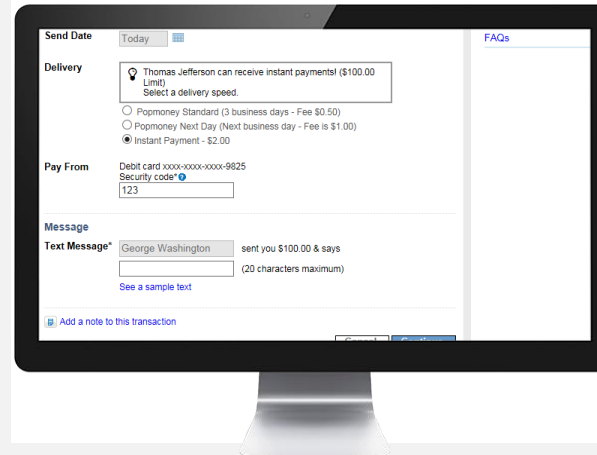 Send Date
Today
FAQs
Delivery
Thomas Jefferson can receive instant payments! ($100.00
Limit)
Select a delivery speed.
Popmoney Standard (3 business days - Fee $0.50)
Popmoney Next Day (Next business day - Fee is $1.00)
Instant Payment - $2.00
Pay From
Debit card xxxx-xxxx-xxxx-9825
Security code*
123
Message
Text Message*
George Washington
sent you $100.00 & says
(20 characters maximum)
See a sample text
Add a note to this transaction